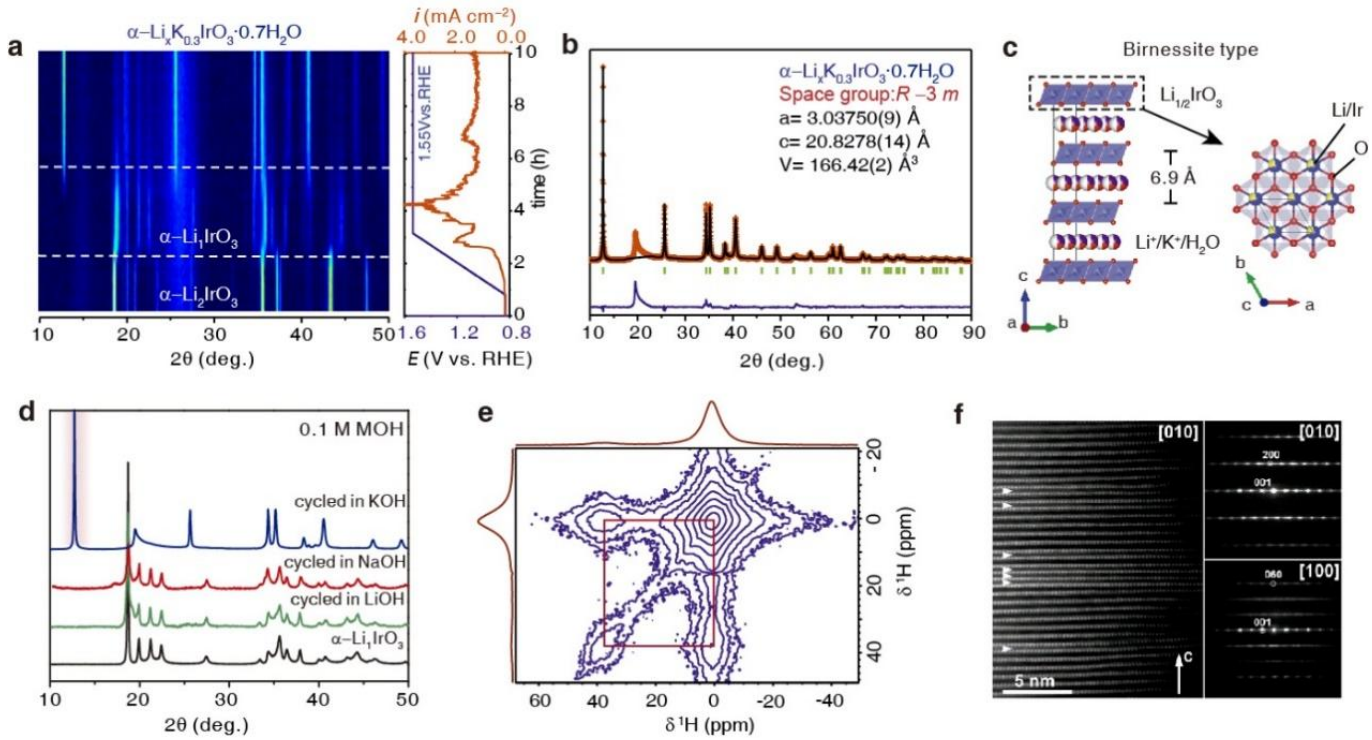 a
α–LiₓK₀.₃IrO₃·0.7H₂O
i (mA cm⁻²)
4.0 2.0 0.0
1.55V vs.RHE
10
8
6
4
2
0
time (h)
α–Li₁IrO₃
α–Li₂IrO₃
10 20 30 40 50
2θ (deg.)
1.6 1.2 0.8
E (V vs. RHE)
b
α–LiₓK₀.₃IrO₃·0.7H₂O
Space group:R –3 m
a= 3.03750(9) Å
c= 20.8278(14) Å
V= 166.42(2) Å³
10 20 30 40 50 60 70 80 90
2θ (deg.)
c
Birnessite type
Li₁/₂IrO₃
Li/Ir
O
6.9 Å
Li⁺/K⁺/H₂O
c
a
b
b
c
a
d
0.1 M MOH
cycled in KOH
cycled in NaOH
cycled in LiOH
α–Li₁IrO₃
10 20 30 40 50
2θ (deg.)
e
-20
0
20
40
δ ¹H (ppm)
60 40 20 0 -20 -40
δ ¹H (ppm)
f
[010]
5 nm
c
[010]
200
001
[100]
060
001